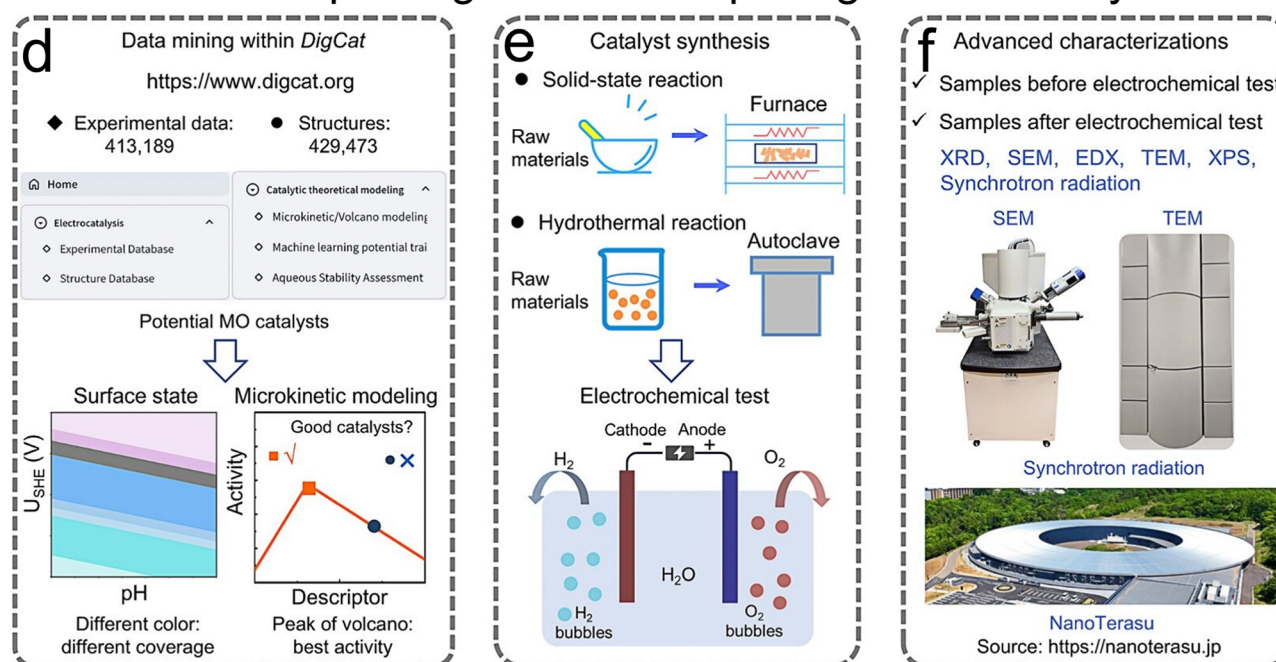 d
Data mining within DigCat
https://www.digcat.org
◆ Experimental data:
413,189
● Structures:
429,473
Home
Electrocatalysis
Experimental Database
Structure Database
Catalytic theoretical modeling
Microkinetic/Volcano modeling
Machine learning potential trai
Aqueous Stability Assessment
Potential MO catalysts
Surface state
U_SHE (V)
pH
Different color:
different coverage
Microkinetic modeling
Good catalysts?
√
×
Activity
Descriptor
Peak of volcano:
best activity
e
Catalyst synthesis
● Solid-state reaction
Raw
materials
Furnace
● Hydrothermal reaction
Raw
materials
Autoclave
Electrochemical test
Cathode
Anode
- +
H₂
O₂
H₂O
H₂
bubbles
O₂
bubbles
f
Advanced characterizations
✓ Samples before electrochemical test
✓ Samples after electrochemical test
XRD, SEM, EDX, TEM, XPS,
Synchrotron radiation
SEM
TEM
Synchrotron radiation
NanoTerasu
Source: https://nanoterasu.jp